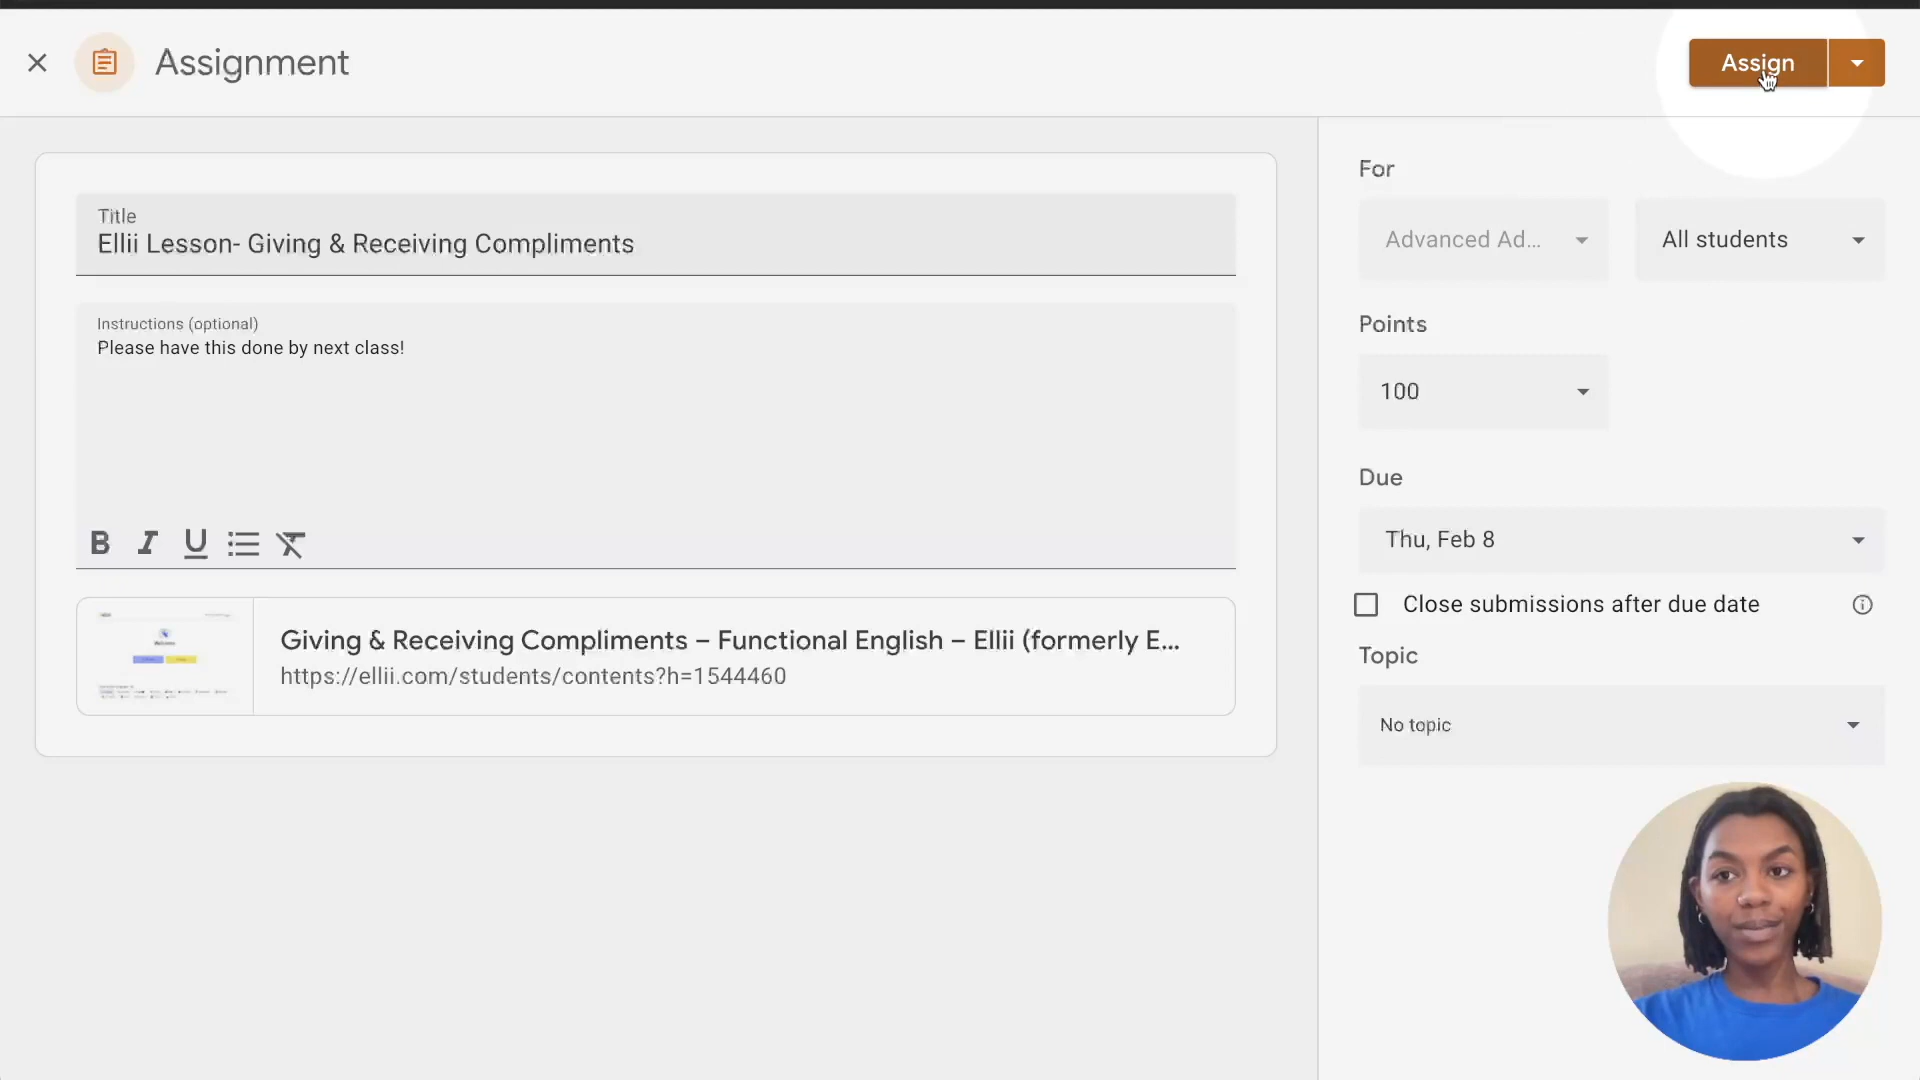 Assignment
Assign
Title
Ellii Lesson- Giving & Receiving Compliments
Instructions (optional)
Please have this done by next class!
B I U
Giving & Receiving Compliments – Functional English – Ellii (formerly E...
https://ellii.com/students/contents?h=1544460
For
Advanced Ad...
All students
Points
100
Due
Thu, Feb 8
Close submissions after due date
Topic
No topic